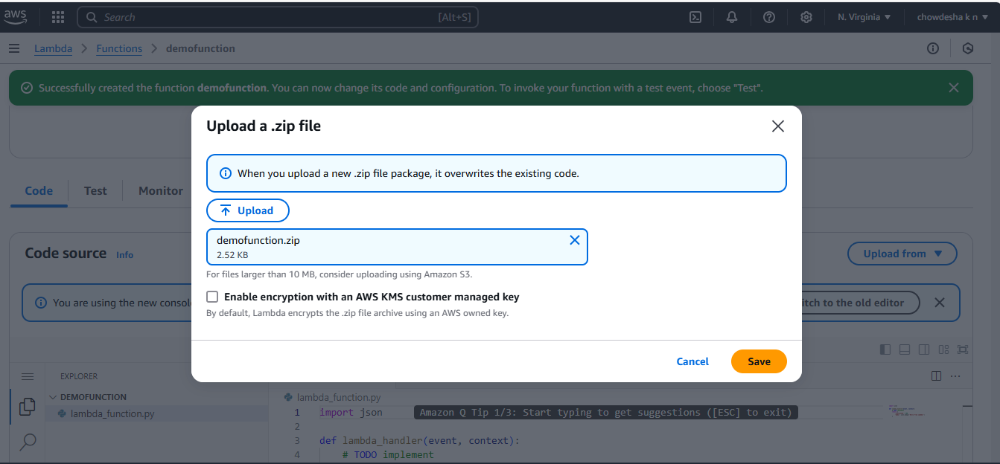 aws
Search [Alt+S] N. Virginia chowdesha k n
Lambda Functions demofunction
Successfully created the function demofunction. You can now change its code and configuration. To invoke your function with a test event, choose "Test".
Upload a .zip file
When you upload a new .zip file package, it overwrites the existing code.
Code Test Monitor
Upload
demofunction.zip
2.52 KB
Code source Info
Upload from
For files larger than 10 MB, consider uploading using Amazon S3.
Enable encryption with an AWS KMS customer managed key
By default, Lambda encrypts the .zip file archive using an AWS owned key.
You are using the new consol
itch to the old editor
Cancel Save
EXPLORER
DEMOFUNCTION
lambda_function.py
lambda_function.py
1 import json Amazon Q Tip 1/3: Start typing to get suggestions ([ESC] to exit)
2
3 def lambda_handler(event, context):
4 # TODO implement